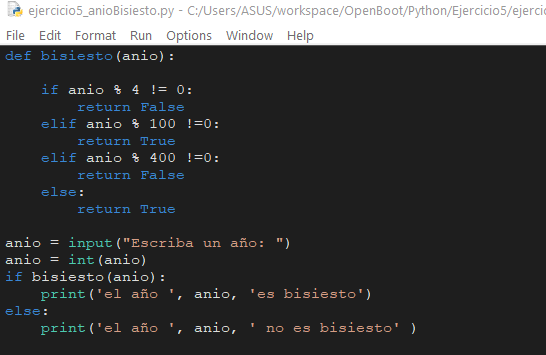 ejercicio5_anioBisiesto.py - C:/Users/ASUS/workspace/OpenBoot/Python/Ejercicio5/ejercic
File Edit Format Run Options Window Help
def bisiesto(anio):
    if anio % 4 != 0:
        return False
    elif anio % 100 !=0:
        return True
    elif anio % 400 !=0:
        return False
    else:
        return True
anio = input("Escriba un año: ")
anio = int(anio)
if bisiesto(anio):
    print('el año ', anio, 'es bisiesto')
else:
    print('el año ', anio, ' no es bisiesto' )